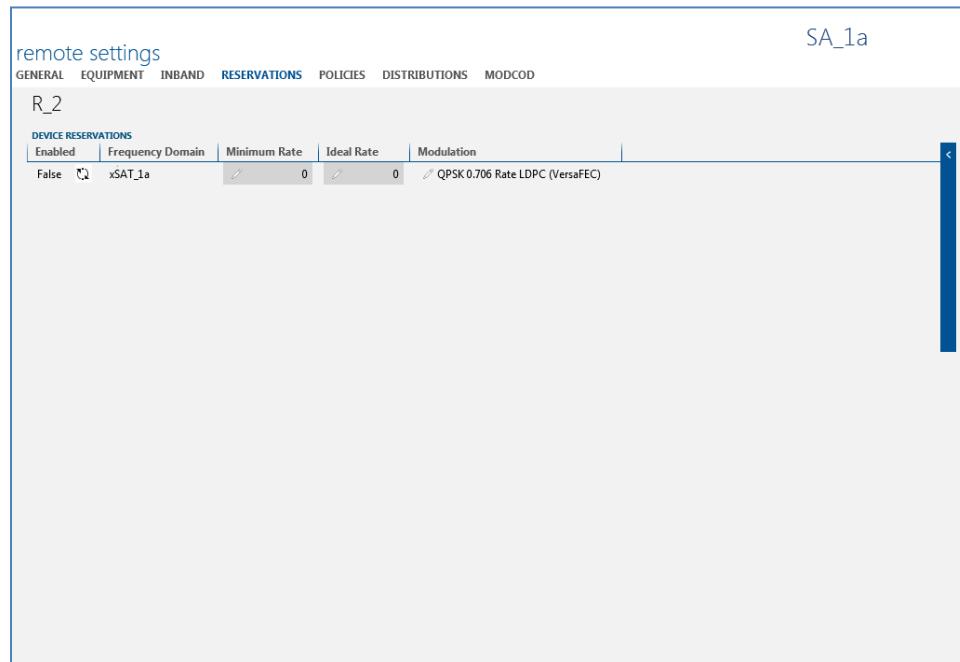 SA_1a
remote settings
GENERAL EQUIPMENT INBAND RESERVATIONS POLICIES DISTRIBUTIONS MODCOD
R_2
DEVICE RESERVATIONS
Enabled Frequency Domain Minimum Rate Ideal Rate Modulation
False xSAT_1a 0 0 QPSK 0.706 Rate LDPC (VersaFEC)